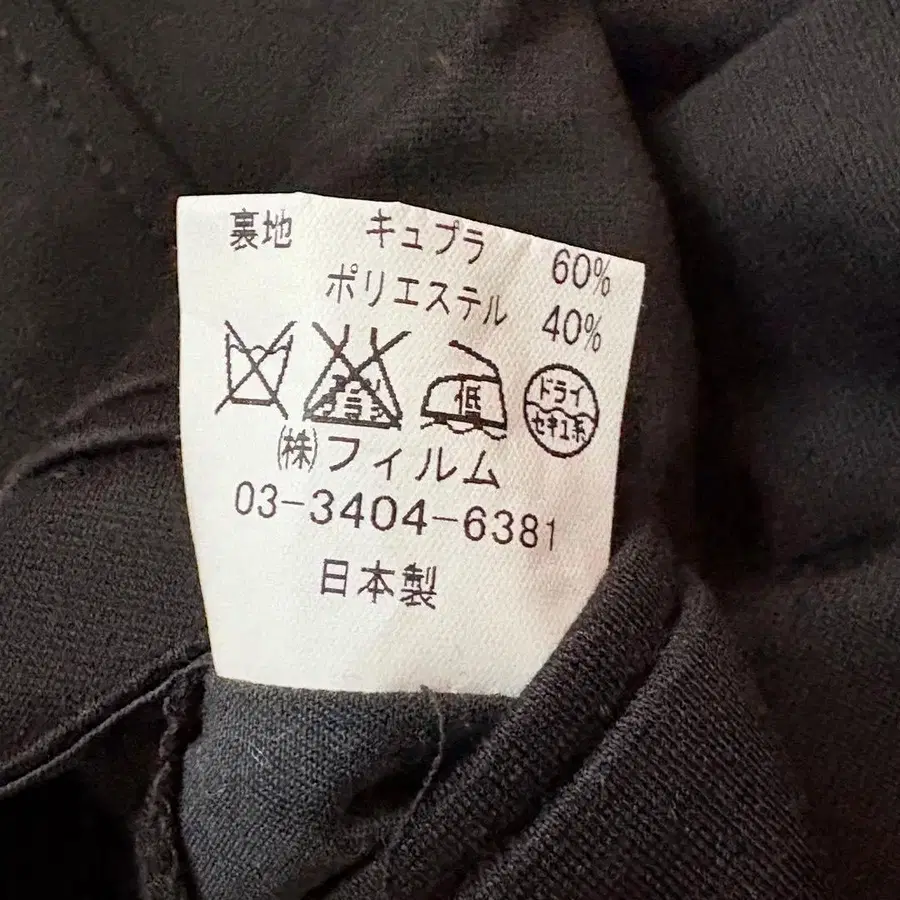 裏地 キュプラ 60%
ポリエステル 40%
低
ドライ
セキユ系
(株)フィルム
03-3404-6381
日本製